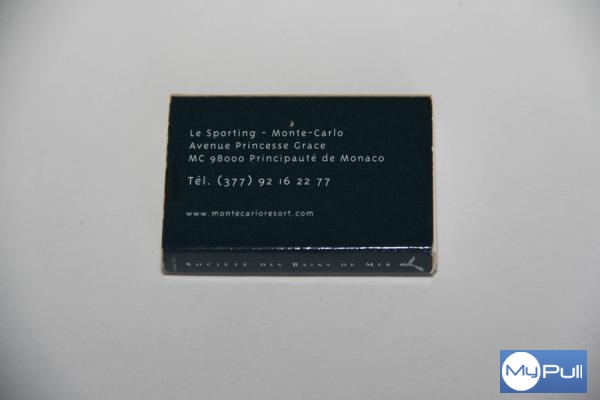 Le Sporting - Monte-Carlo
Avenue Princesse Grace
MC 98000 Principauté de Monaco
Tél. (377) 92 16 22 77
www.montecarloresort.com
Société des Bains de Mer
MyPull